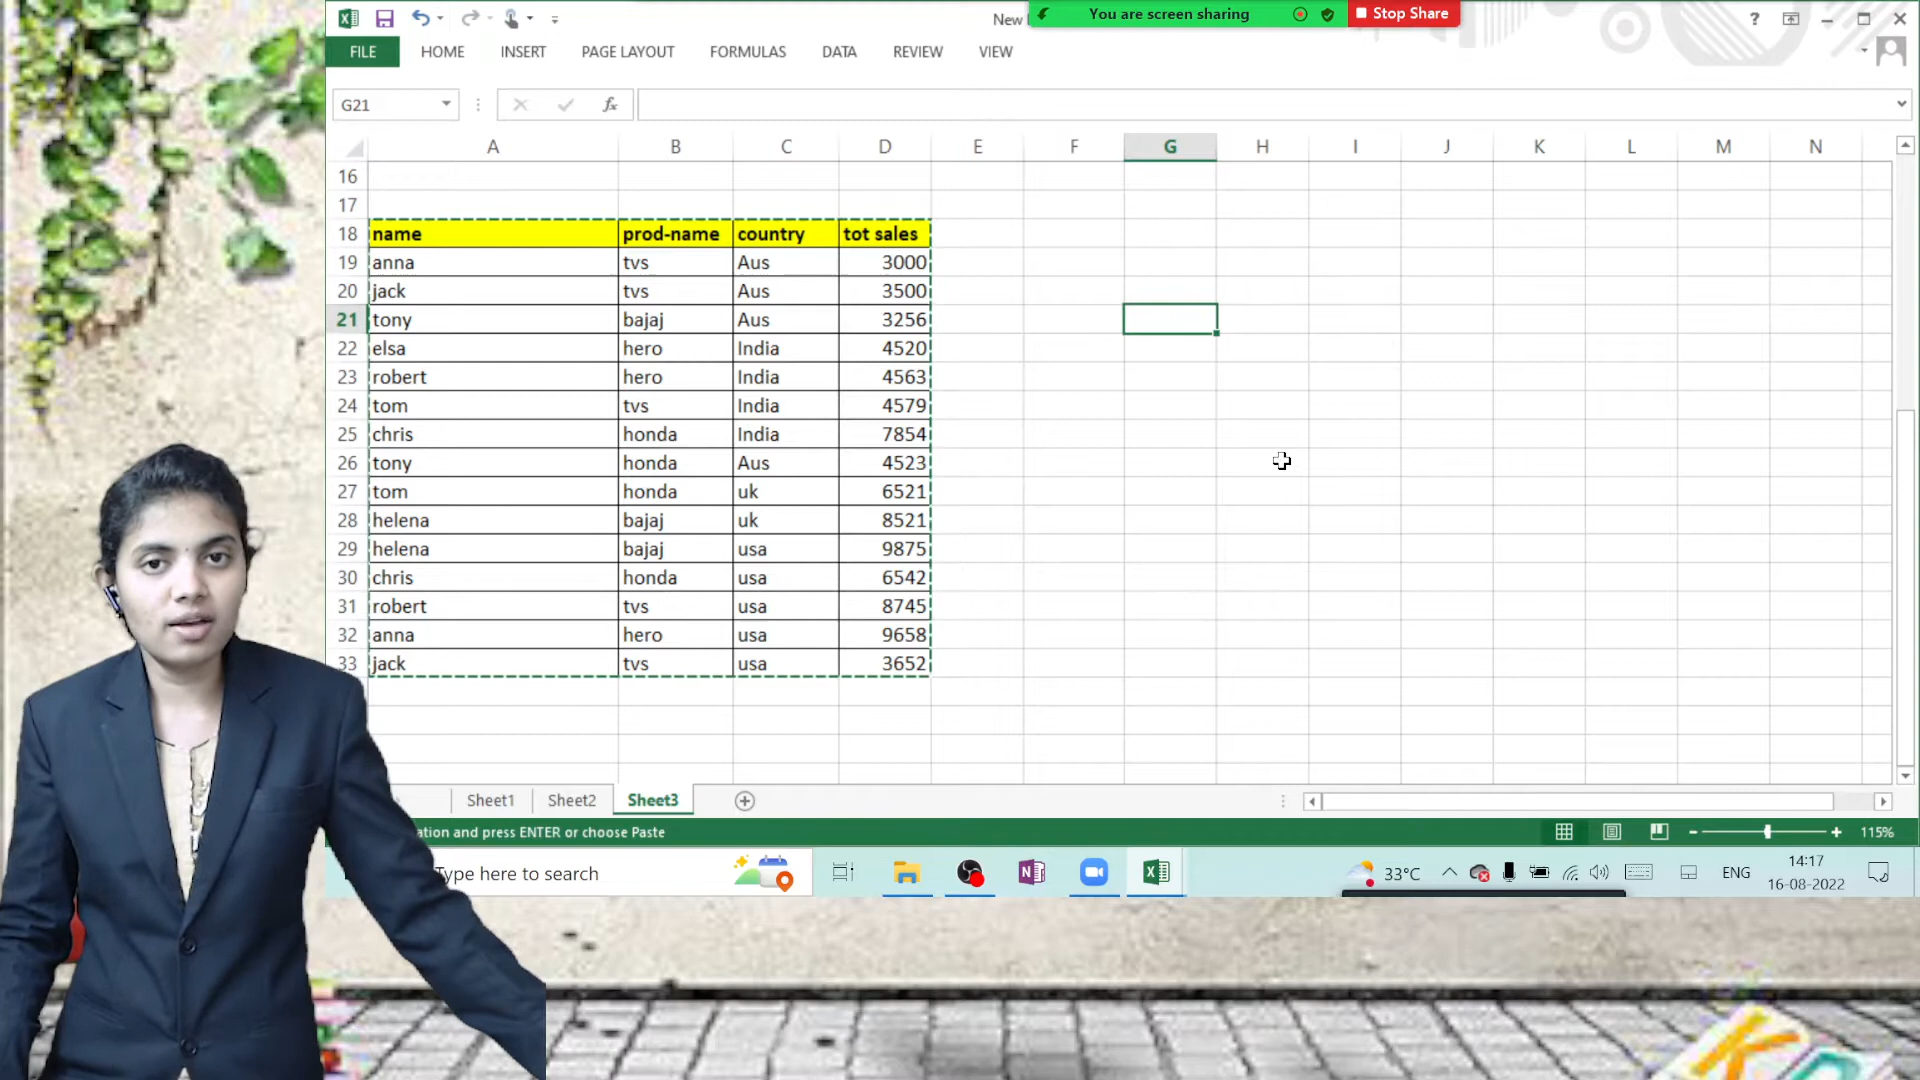 New
You are screen sharing
Stop Share
?
FILE HOME INSERT PAGE LAYOUT FORMULAS DATA REVIEW VIEW
G21 fx
A B C D E F G H I J K L M N
16
17
18 name prod-name country tot sales
19 anna tvs Aus 3000
20 jack tvs Aus 3500
21 tony bajaj Aus 3256
22 elsa hero India 4520
23 robert hero India 4563
24 tom tvs India 4579
25 chris honda India 7854
26 tony honda Aus 4523
27 tom honda uk 6521
28 helena bajaj uk 8521
29 helena bajaj usa 9875
30 chris honda usa 6542
31 robert tvs usa 8745
32 anna hero usa 9658
33 jack tvs usa 3652
Sheet1 Sheet2 Sheet3
ation and press ENTER or choose Paste 115%
Type here to search 33°C ENG 14:17
16-08-2022